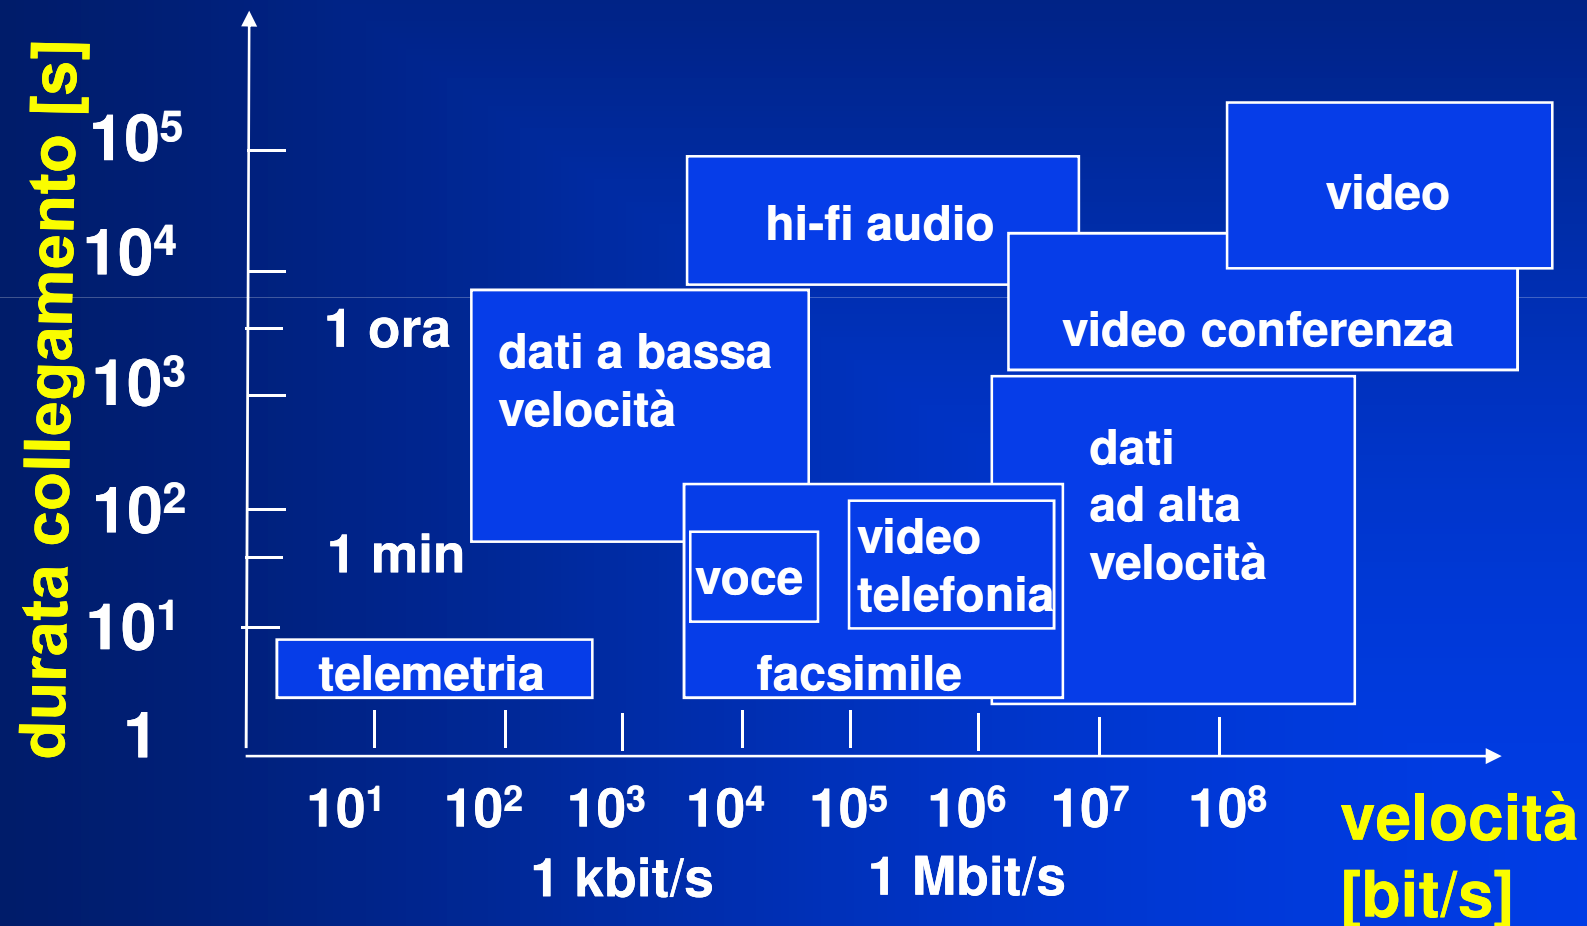 durata collegamento [s]
10⁵
10⁴
1 ora
10³
10²
1 min
10¹
1
hi-fi audio
video
video conferenza
dati a bassa
velocità
dati
ad alta
velocità
video
telefonia
voce
telemetria
facsimile
10¹ 10² 10³ 10⁴ 10⁵ 10⁶ 10⁷ 10⁸
1 kbit/s 1 Mbit/s
velocità
[bit/s]